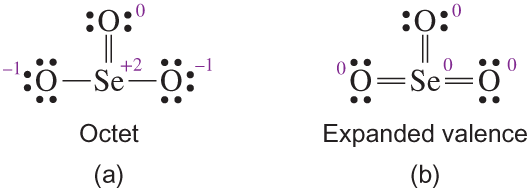 O 0 O 0
−1 O Se +2 O −1 0 O Se 0 O 0
Octet Expanded valence
(a) (b)